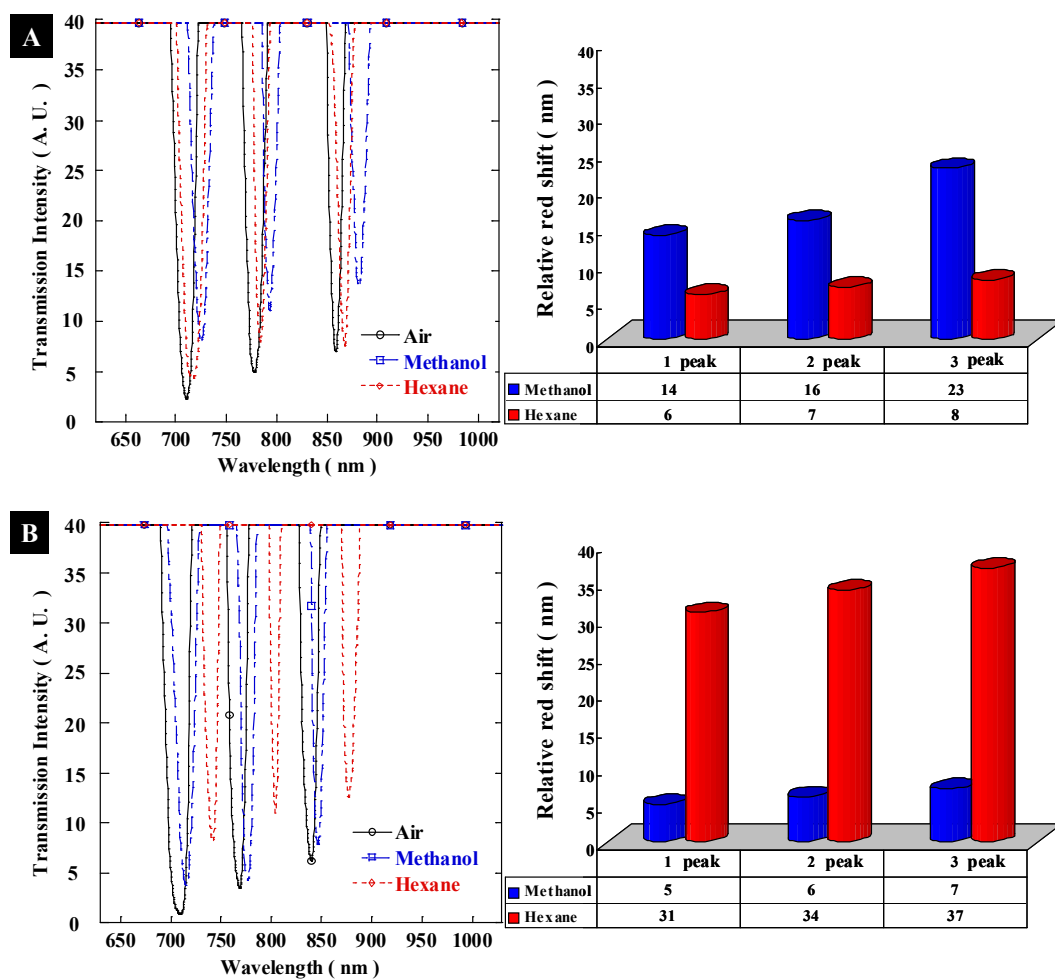 A
Transmission Intensity ( A. U. )
40
35
30
25
20
15
10
5
0
650 700 750 800 850 900 950 1000
Wavelength ( nm )
Air
Methanol
Hexane
Relative red shift ( nm )
40
35
30
25
20
15
10
5
0
1 peak 2 peak 3 peak
Methanol 14 16 23
Hexane 6 7 8
B
Transmission Intensity ( A. U. )
40
35
30
25
20
15
10
5
0
650 700 750 800 850 900 950 1000
Wavelength ( nm )
Air
Methanol
Hexane
Relative red shift ( nm )
40
35
30
25
20
15
10
5
0
1 peak 2 peak 3 peak
Methanol 5 6 7
Hexane 31 34 37